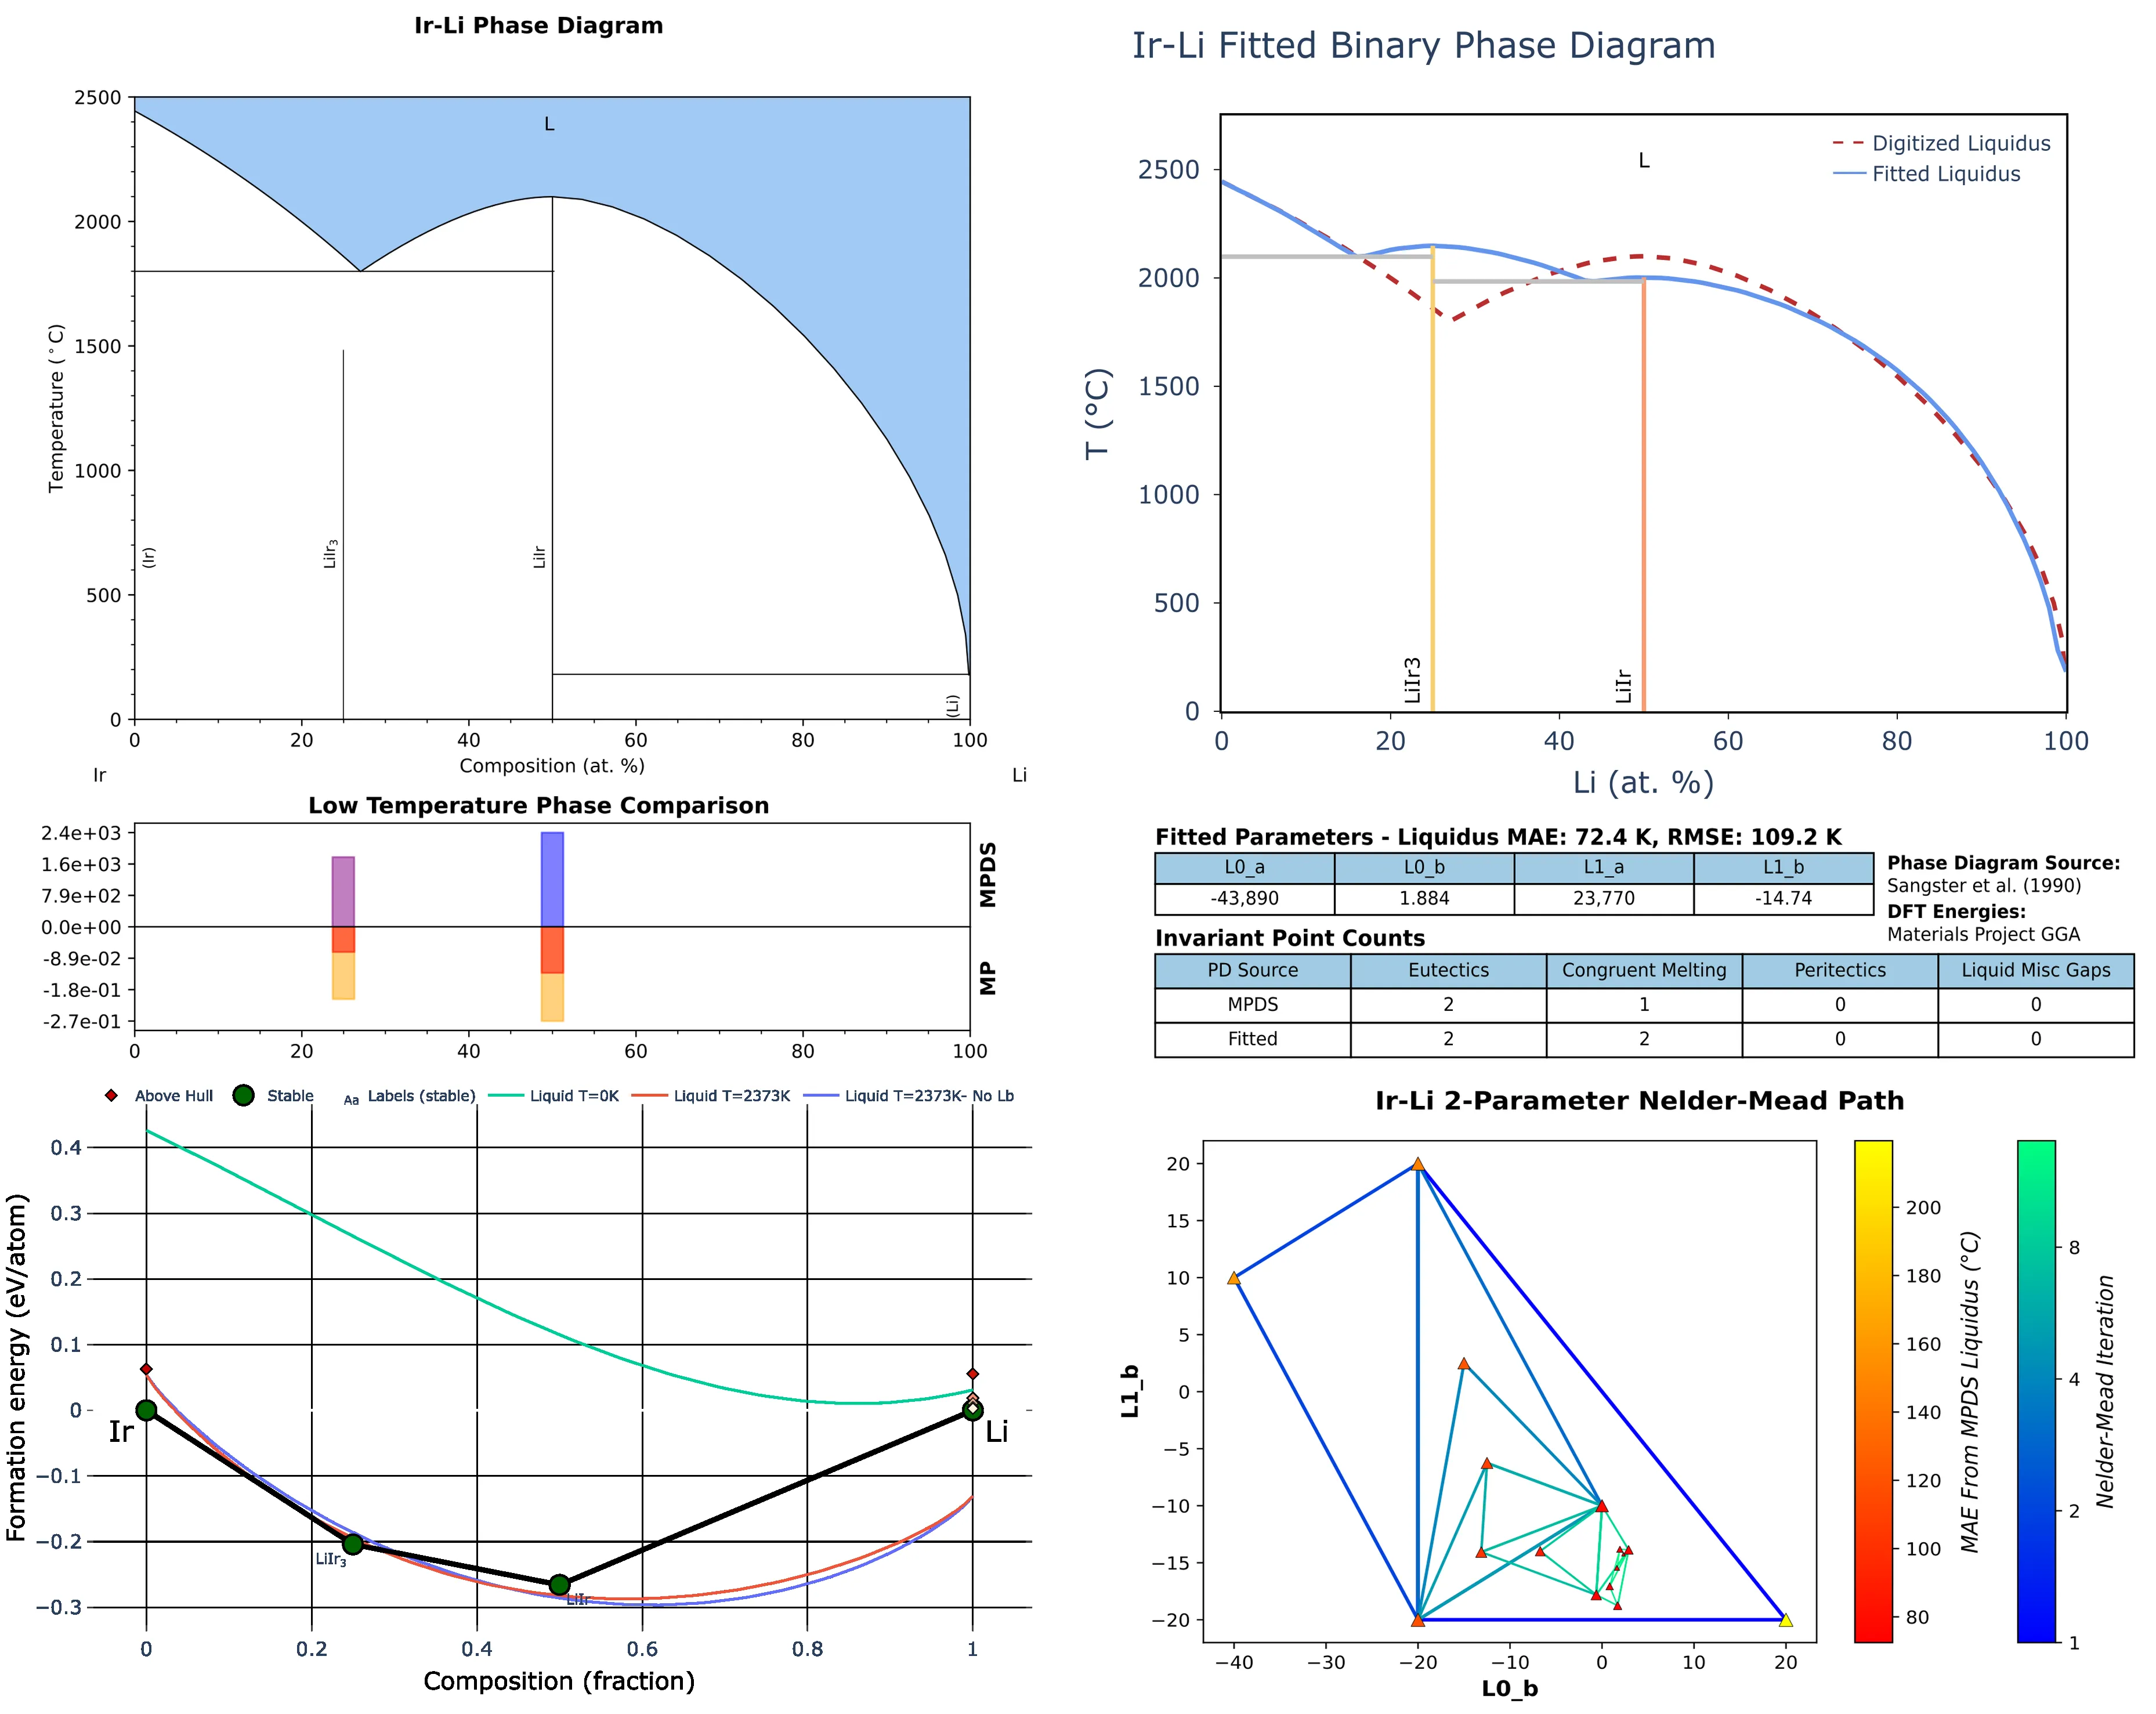 Ir-Li Phase Diagram
2500
2000
1500
1000
500
0
Temperature (°C)
L
(Ir)
LiIr3
LiIr
(Li)
0 20 40 60 80 100
Composition (at. %)
Ir Li
Low Temperature Phase Comparison
2.4e+03
1.6e+03
7.9e+02
0.0e+00
-8.9e-02
-1.8e-01
-2.7e-01
MPDS
MP
0 20 40 60 80 100
Above Hull Stable Aa Labels (stable) Liquid T=0K Liquid T=2373K Liquid T=2373K- No Lb
0.4
0.3
0.2
0.1
0
−0.1
−0.2
−0.3
Formation energy (eV/atom)
Ir
Li
LiIr3
LiIr
0 0.2 0.4 0.6 0.8 1
Composition (fraction)
Ir-Li Fitted Binary Phase Diagram
2500
2000
1500
1000
500
0
T (°C)
L
Digitized Liquidus
Fitted Liquidus
LiIr3
LiIr
0 20 40 60 80 100
Li (at. %)
Fitted Parameters - Liquidus MAE: 72.4 K, RMSE: 109.2 K
L0_a L0_b L1_a L1_b
-43,890 1.884 23,770 -14.74
Phase Diagram Source:
Sangster et al. (1990)
DFT Energies:
Materials Project GGA
Invariant Point Counts
PD Source Eutectics Congruent Melting Peritectics Liquid Misc Gaps
MPDS 2 1 0 0
Fitted 2 2 0 0
Ir-Li 2-Parameter Nelder-Mead Path
20
15
10
5
0
−5
−10
−15
−20
L1_b
−40 −30 −20 −10 0 10 20
L0_b
200
180
160
140
120
100
80
MAE From MPDS Liquidus (°C)
8
4
2
1
Nelder-Mead Iteration